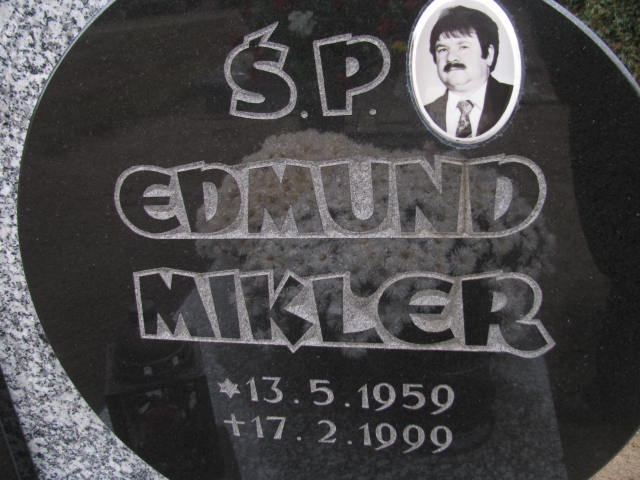 Ś.P.
EDMUND
MIKLER
*13.5.1959
†17.2.1999